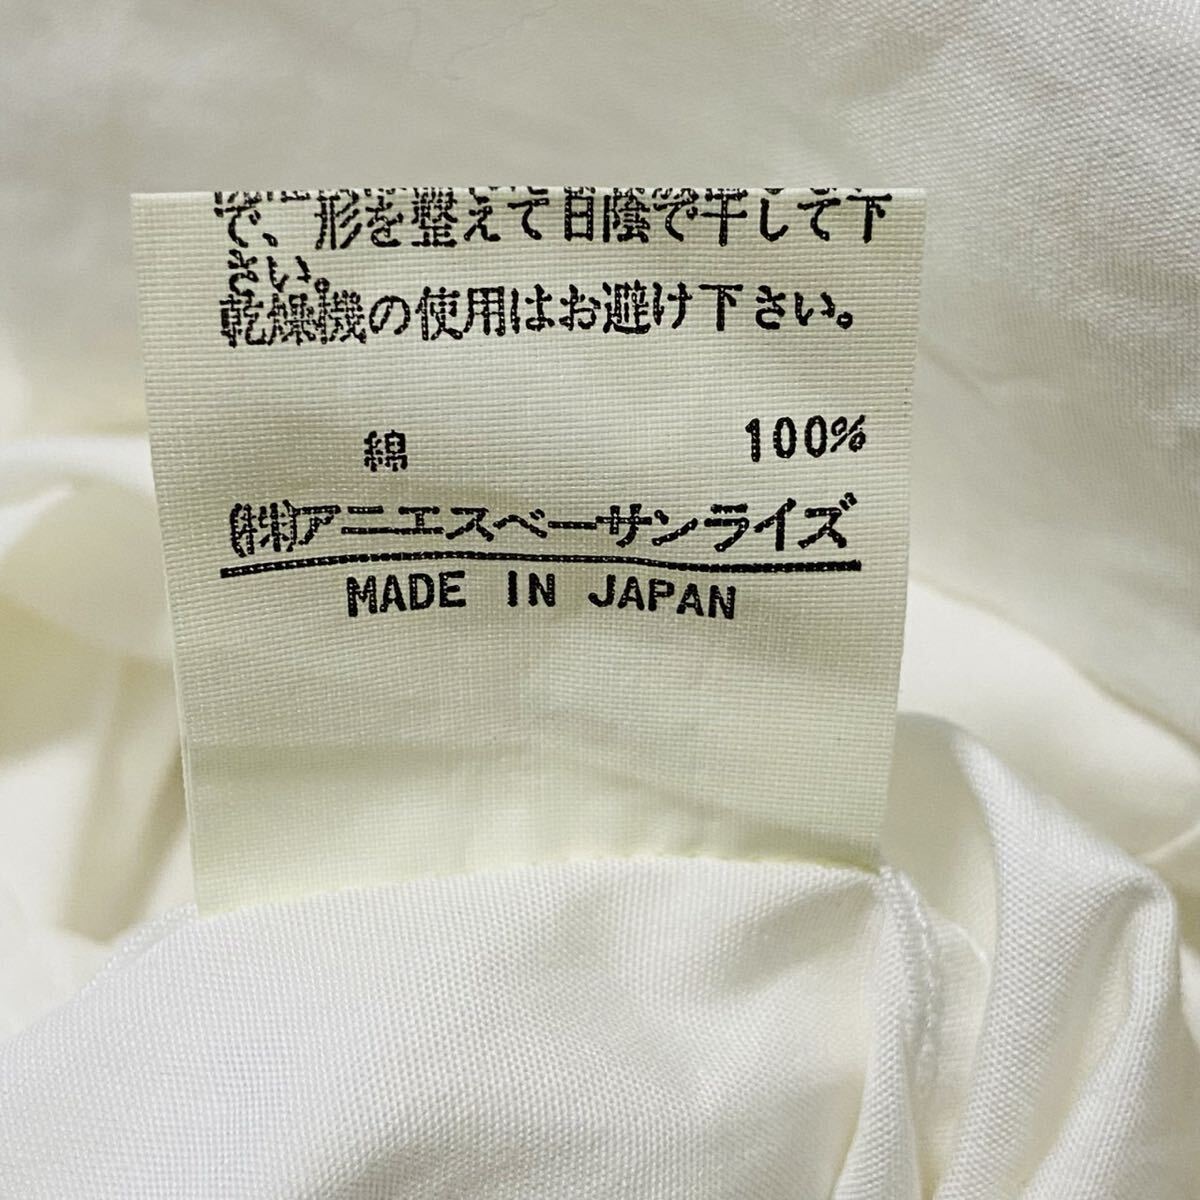 で、形を整えて日陰で干して下
さい。
乾燥機の使用はお避け下さい。
綿 100%
(株)アニエスベーサンライズ
MADE IN JAPAN